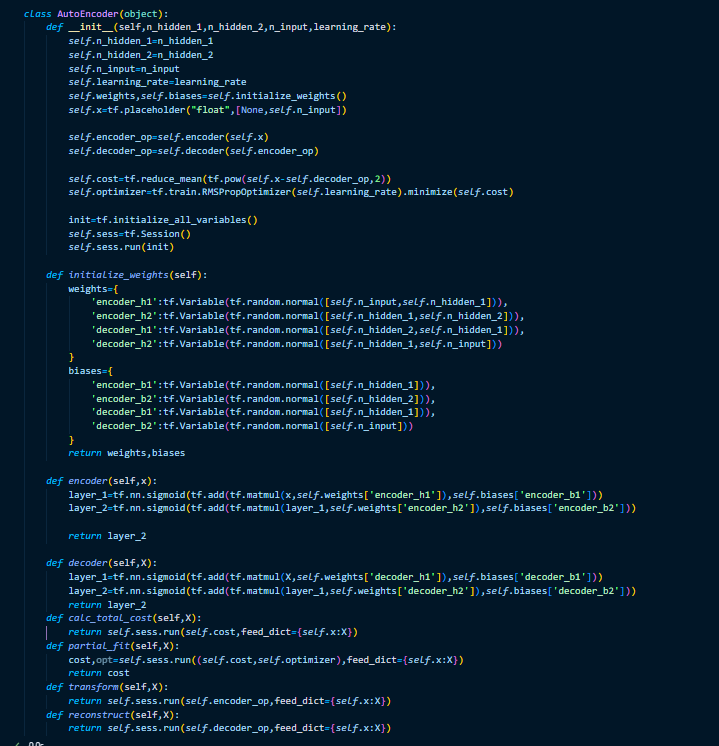 class AutoEncoder(object):
    def __init__(self,n_hidden_1,n_hidden_2,n_input,learning_rate):
        self.n_hidden_1=n_hidden_1
        self.n_hidden_2=n_hidden_2
        self.n_input=n_input
        self.learning_rate=learning_rate
        self.weights,self.biases=self.initialize_weights()
        self.x=tf.placeholder("float",[None,self.n_input])

        self.encoder_op=self.encoder(self.x)
        self.decoder_op=self.decoder(self.encoder_op)

        self.cost=tf.reduce_mean(tf.pow(self.x-self.decoder_op,2))
        self.optimizer=tf.train.RMSPropOptimizer(self.learning_rate).minimize(self.cost)

        init=tf.initialize_all_variables()
        self.sess=tf.Session()
        self.sess.run(init)

    def initialize_weights(self):
        weights={
            'encoder_h1':tf.Variable(tf.random.normal([self.n_input,self.n_hidden_1])),
            'encoder_h2':tf.Variable(tf.random.normal([self.n_hidden_1,self.n_hidden_2])),
            'decoder_h1':tf.Variable(tf.random.normal([self.n_hidden_2,self.n_hidden_1])),
            'decoder_h2':tf.Variable(tf.random.normal([self.n_hidden_1,self.n_input]))
        }
        biases={
            'encoder_b1':tf.Variable(tf.random.normal([self.n_hidden_1])),
            'encoder_b2':tf.Variable(tf.random.normal([self.n_hidden_2])),
            'decoder_b1':tf.Variable(tf.random.normal([self.n_hidden_1])),
            'decoder_b2':tf.Variable(tf.random.normal([self.n_input]))
        }
        return weights,biases

    def encoder(self,x):
        layer_1=tf.nn.sigmoid(tf.add(tf.matmul(x,self.weights['encoder_h1']),self.biases['encoder_b1']))
        layer_2=tf.nn.sigmoid(tf.add(tf.matmul(layer_1,self.weights['encoder_h2']),self.biases['encoder_b2']))

        return layer_2

    def decoder(self,X):
        layer_1=tf.nn.sigmoid(tf.add(tf.matmul(X,self.weights['decoder_h1']),self.biases['decoder_b1']))
        layer_2=tf.nn.sigmoid(tf.add(tf.matmul(layer_1,self.weights['decoder_h2']),self.biases['decoder_b2']))
        return layer_2
    def calc_total_cost(self,X):
        return self.sess.run(self.cost,feed_dict={self.x:X})
    def partial_fit(self,X):
        cost,opt=self.sess.run((self.cost,self.optimizer),feed_dict={self.x:X})
        return cost
    def transform(self,X):
        return self.sess.run(self.encoder_op,feed_dict={self.x:X})
    def reconstruct(self,X):
        return self.sess.run(self.decoder_op,feed_dict={self.x:X})